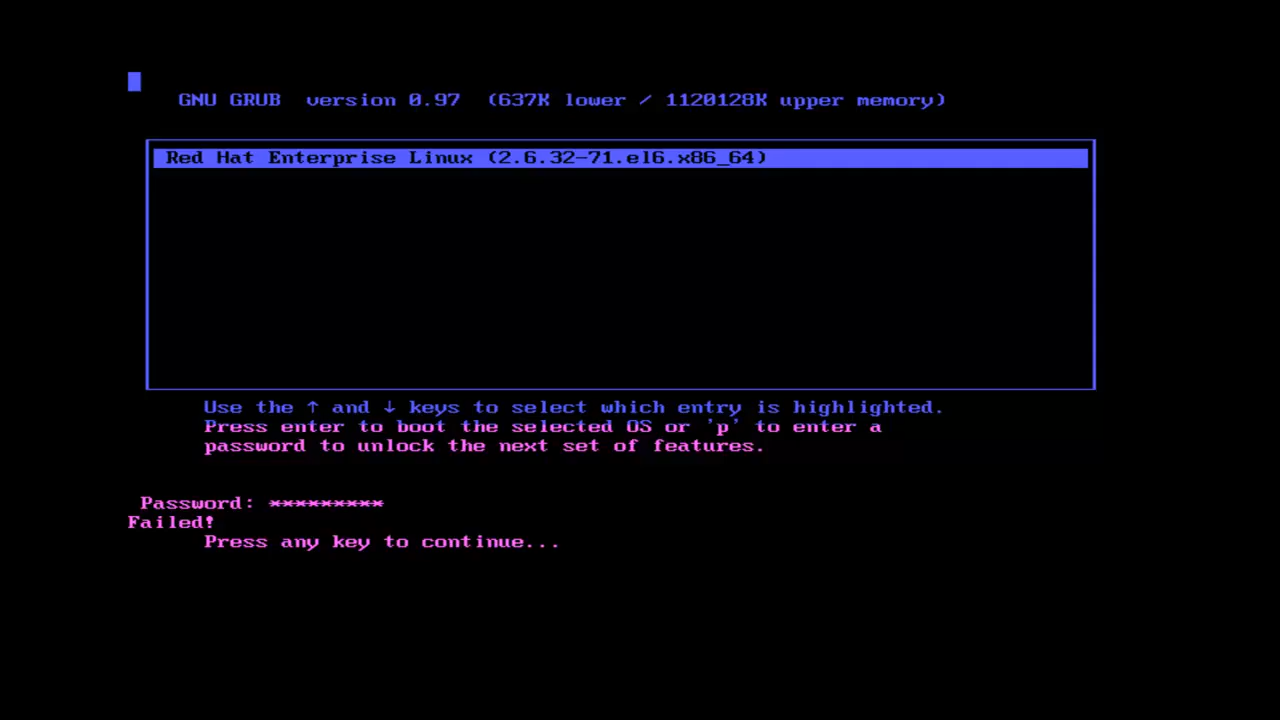 GNU GRUB  version 0.97  (637K lower / 1120128K upper memory)
Red Hat Enterprise Linux (2.6.32-71.el6.x86_64)
Use the ↑ and ↓ keys to select which entry is highlighted.
Press enter to boot the selected OS or 'p' to enter a
password to unlock the next set of features.
Password: *********
Failed!
Press any key to continue...